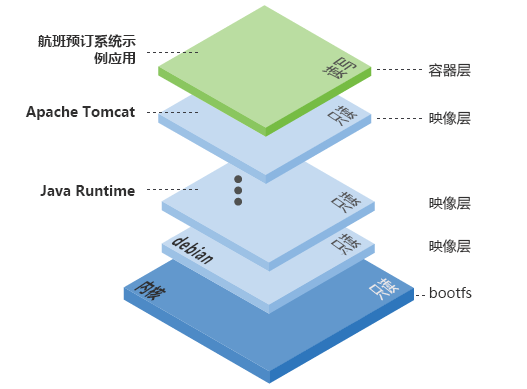 航班预订系统示
例应用
容器层
Apache Tomcat
只读
映像层
Java Runtime
只读
映像层
debian
只读
映像层
内核
只读
bootfs